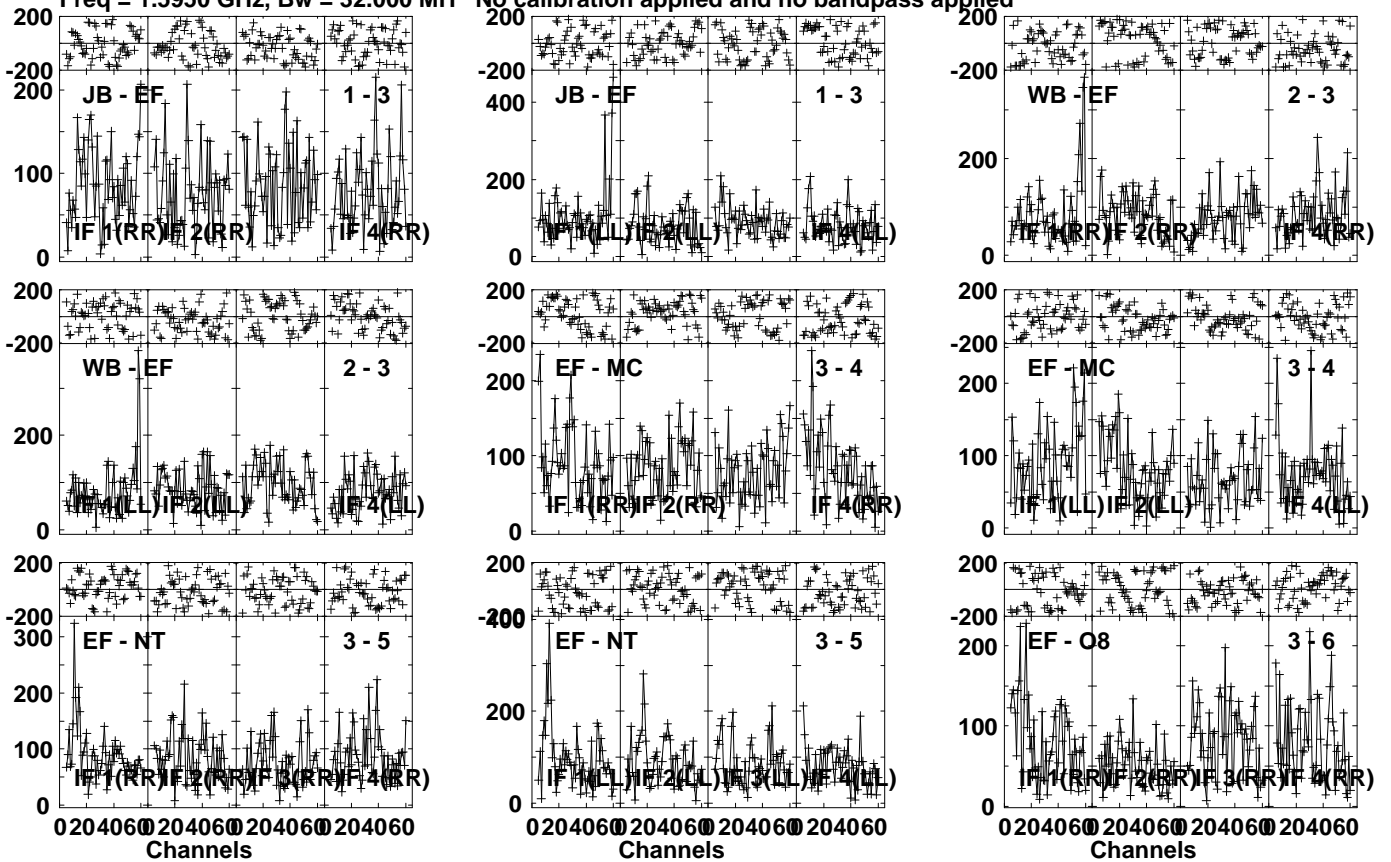 Freq = 1.5950 GHz, Bw = 32.000 MH No calibration applied and no bandpass applied
200
-200
200
100
0
JB - EF
1 - 3
IF 1(RR)
IF 2(RR)
IF 4(RR)
200
-200
400
200
0
JB - EF
1 - 3
IF 1(LL)
IF 2(LL)
IF 4(LL)
200
-200
200
0
WB - EF
2 - 3
IF 1(RR)
IF 2(RR)
IF 4(RR)
200
-200
200
0
WB - EF
2 - 3
IF 1(LL)
IF 2(LL)
IF 4(LL)
200
-200
200
100
0
EF - MC
3 - 4
IF 1(RR)
IF 2(RR)
IF 4(RR)
200
-200
200
100
0
EF - MC
3 - 4
IF 1(LL)
IF 2(LL)
IF 4(LL)
200
-200
300
200
100
0
EF - NT
3 - 5
IF 1(RR)
IF 2(RR)
IF 3(RR)
IF 4(RR)
0 20 40 60 0 20 40 60 0 20 40 60 0 20 40 60
Channels
200
-200
400
200
0
EF - NT
3 - 5
IF 1(LL)
IF 2(LL)
IF 3(LL)
IF 4(LL)
0 20 40 60 0 20 40 60 0 20 40 60 0 20 40 60
Channels
200
-200
200
100
0
EF - O8
3 - 6
IF 1(RR)
IF 2(RR)
IF 3(RR)
IF 4(RR)
0 20 40 60 0 20 40 60 0 20 40 60 0 20 40 60
Channels